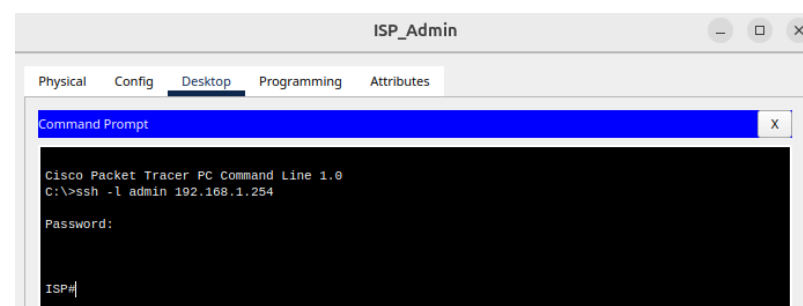 ISP_Admin
Physical Config Desktop Programming Attributes
Command Prompt X
Cisco Packet Tracer PC Command Line 1.0
C:\>ssh -l admin 192.168.1.254
Password:
ISP#